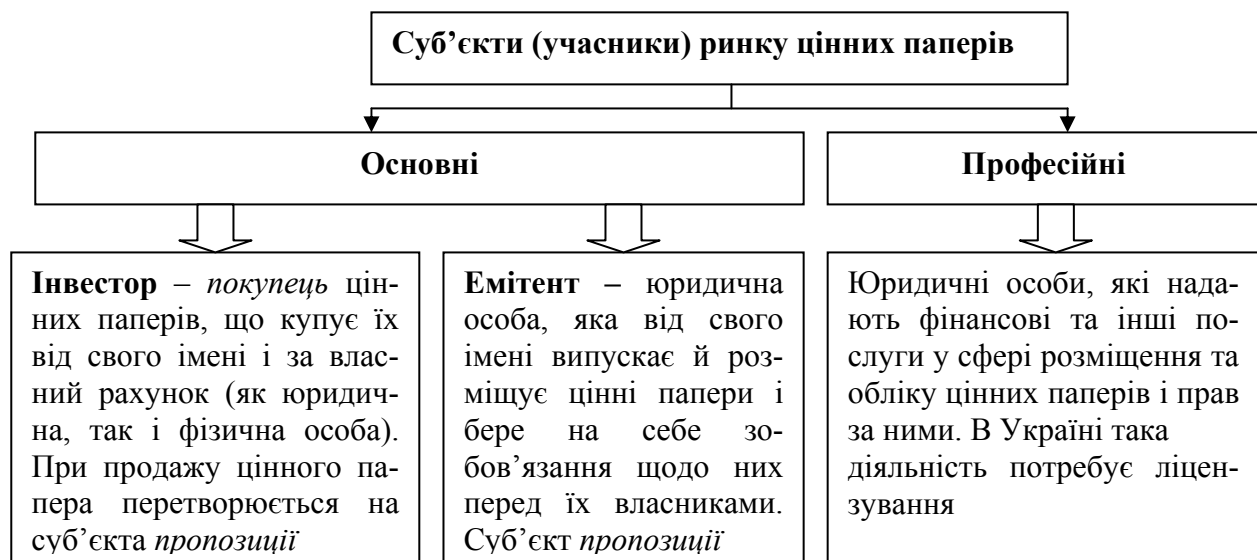 Суб’єкти (учасники) ринку цінних паперів
Основні
Професійні
Інвестор – покупець цін-
них паперів, що купує їх
від свого імені і за влас-
ний рахунок (як юридич-
на, так і фізична особа).
При продажу цінного па-
пера перетворюється на
суб’єкта пропозиції
Емітент – юридична
особа, яка від свого
імені випускає й роз-
міщує цінні папери і
бере на себе зо-
бов’язання щодо них
перед їх власниками.
Суб’єкт пропозиції
Юридичні особи, які нада-
ють фінансові та інші по-
слуги у сфері розміщення та
обліку цінних паперів і прав
за ними. В Україні така
діяльність потребує ліцен-
зування